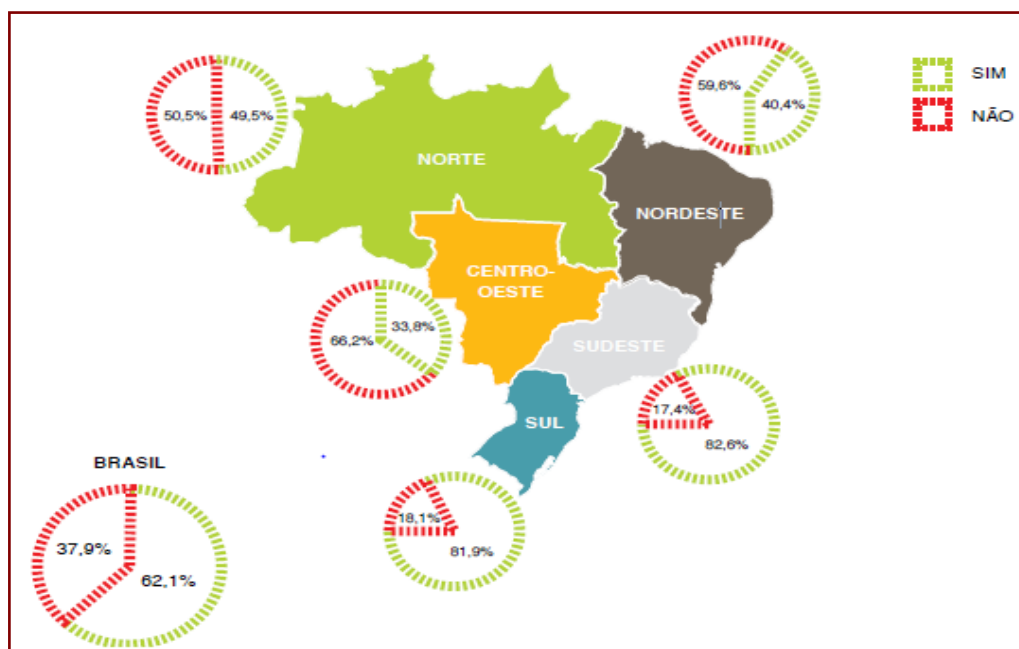 SIM
NÃO
59,6%
40,4%
50,5%
49,5%
NORTE
NORDESTE
CENTRO-
OESTE
33,8%
66,2%
SUDESTE
17,4%
82,6%
SUL
BRASIL
18,1%
81,9%
37,9%
62,1%